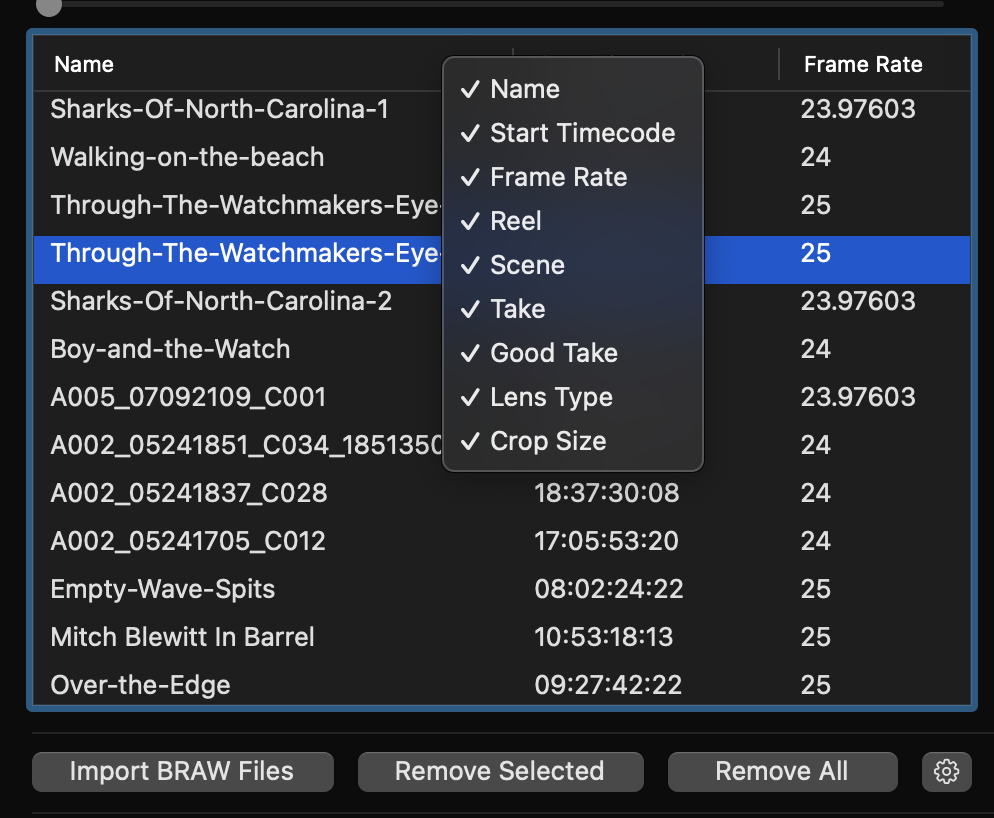 Name Frame Rate
Sharks-Of-North-Carolina-1 23.97603
Walking-on-the-beach 24
Through-The-Watchmakers-Eye- 25
Through-The-Watchmakers-Eye- 25
Sharks-Of-North-Carolina-2 23.97603
Boy-and-the-Watch 24
A005_07092109_C001 23.97603
A002_05241851_C034_1851350 24
A002_05241837_C028 18:37:30:08 24
A002_05241705_C012 17:05:53:20 24
Empty-Wave-Spits 08:02:24:22 25
Mitch Blewitt In Barrel 10:53:18:13 25
Over-the-Edge 09:27:42:22 25
✓ Name
✓ Start Timecode
✓ Frame Rate
✓ Reel
✓ Scene
✓ Take
✓ Good Take
✓ Lens Type
✓ Crop Size
Import BRAW Files Remove Selected Remove All